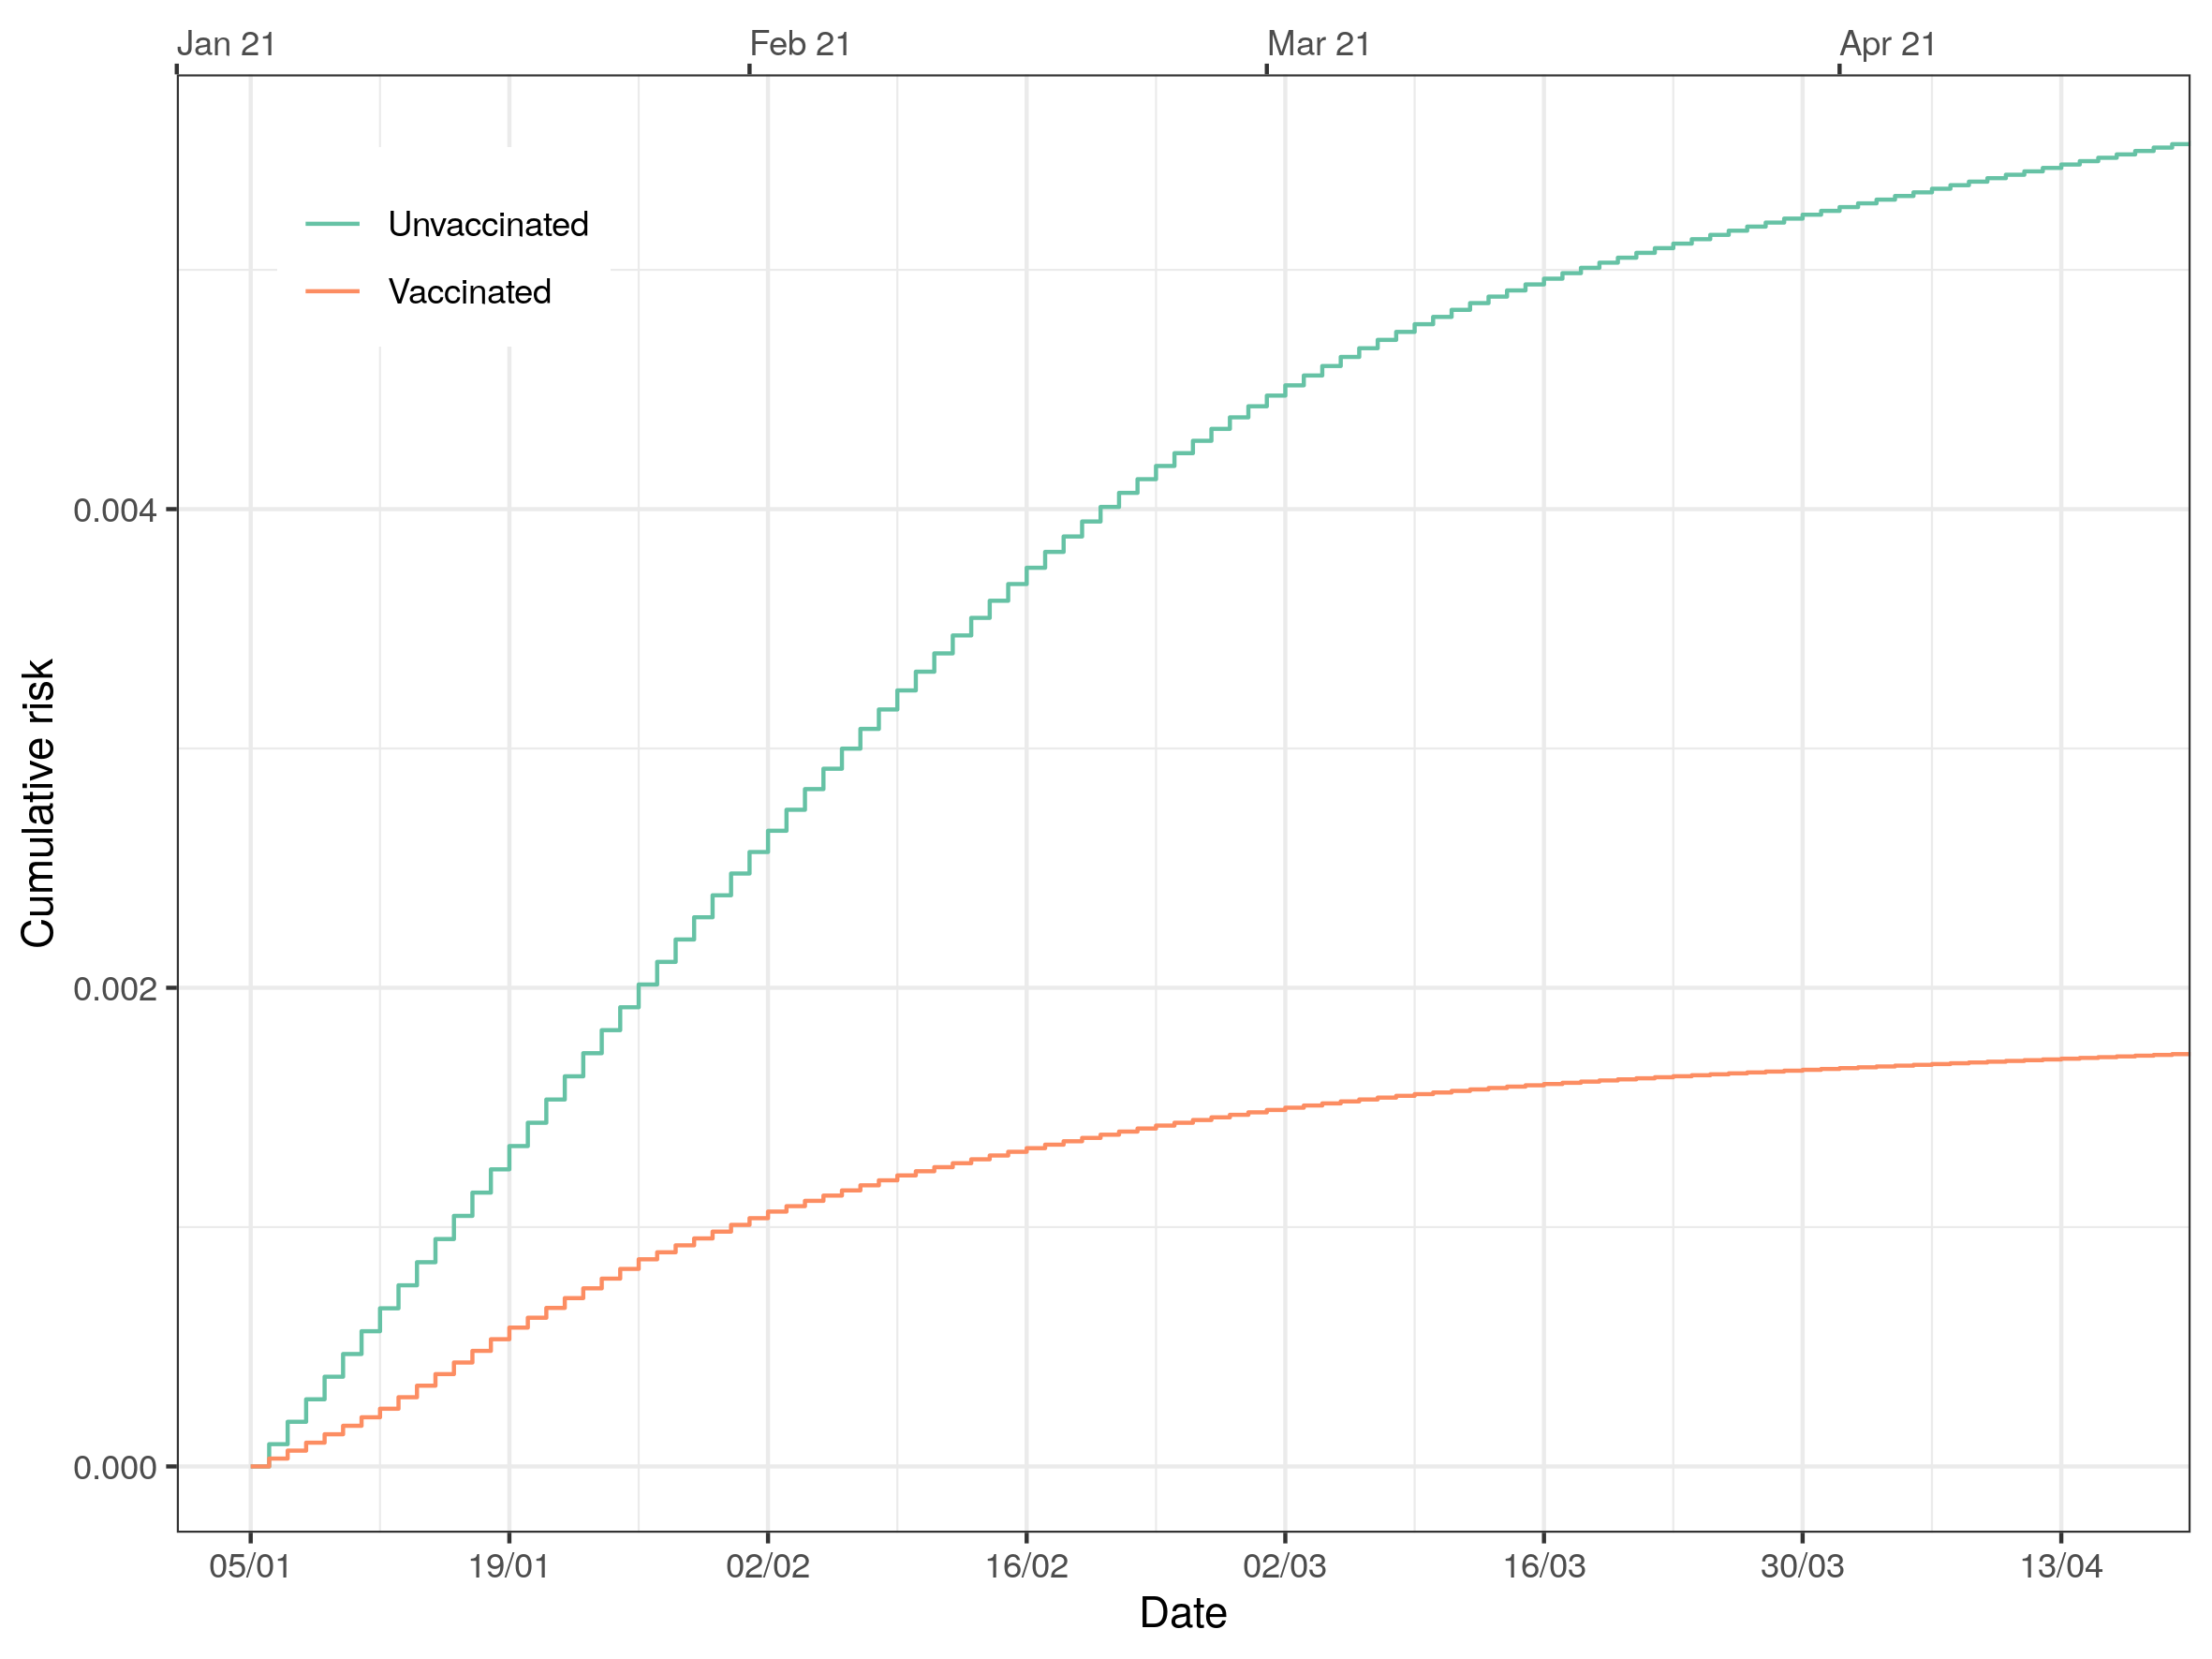 Jan 21 Feb 21 Mar 21 Apr 21
Unvaccinated
Vaccinated
0.004
0.002
0.000
Cumulative risk
05/01 19/01 02/02 16/02 02/03 16/03 30/03 13/04
Date